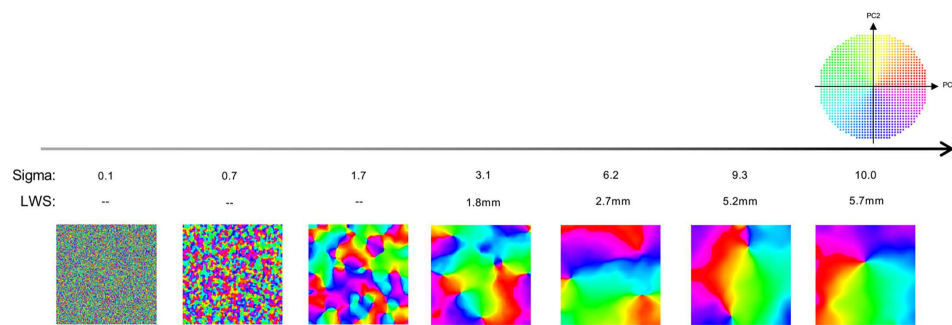 PC2
PC
Sigma: 0.1 0.7 1.7 3.1 6.2 9.3 10.0
LWS: -- -- -- 1.8mm 2.7mm 5.2mm 5.7mm